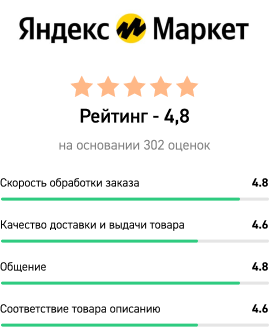 Яндекс Маркет
Рейтинг - 4,8
на основании 302 оценок
Скорость обработки заказа 4.8
Качество доставки и выдачи товара 4.6
Общение 4.8
Соответствие товара описанию 4.6